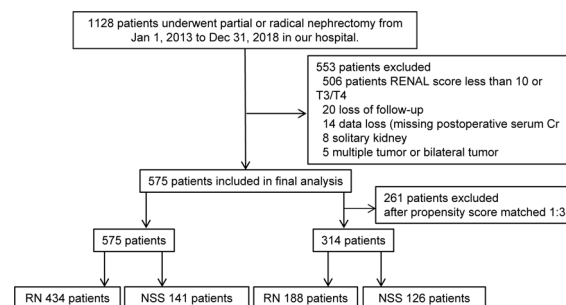 1128 patients underwent partial or radical nephrectomy from
Jan 1, 2013 to Dec 31, 2018 in our hospital.
553 patients excluded
506 patients RENAL score less than 10 or
T3/T4
20 loss of follow-up
14 data loss (missing postoperative serum Cr
8 solitary kidney
5 multiple tumor or bilateral tumor
575 patients included in final analysis
261 patients excluded
after propensity score matched 1:3
575 patients
314 patients
RN 434 patients
NSS 141 patients
RN 188 patients
NSS 126 patients